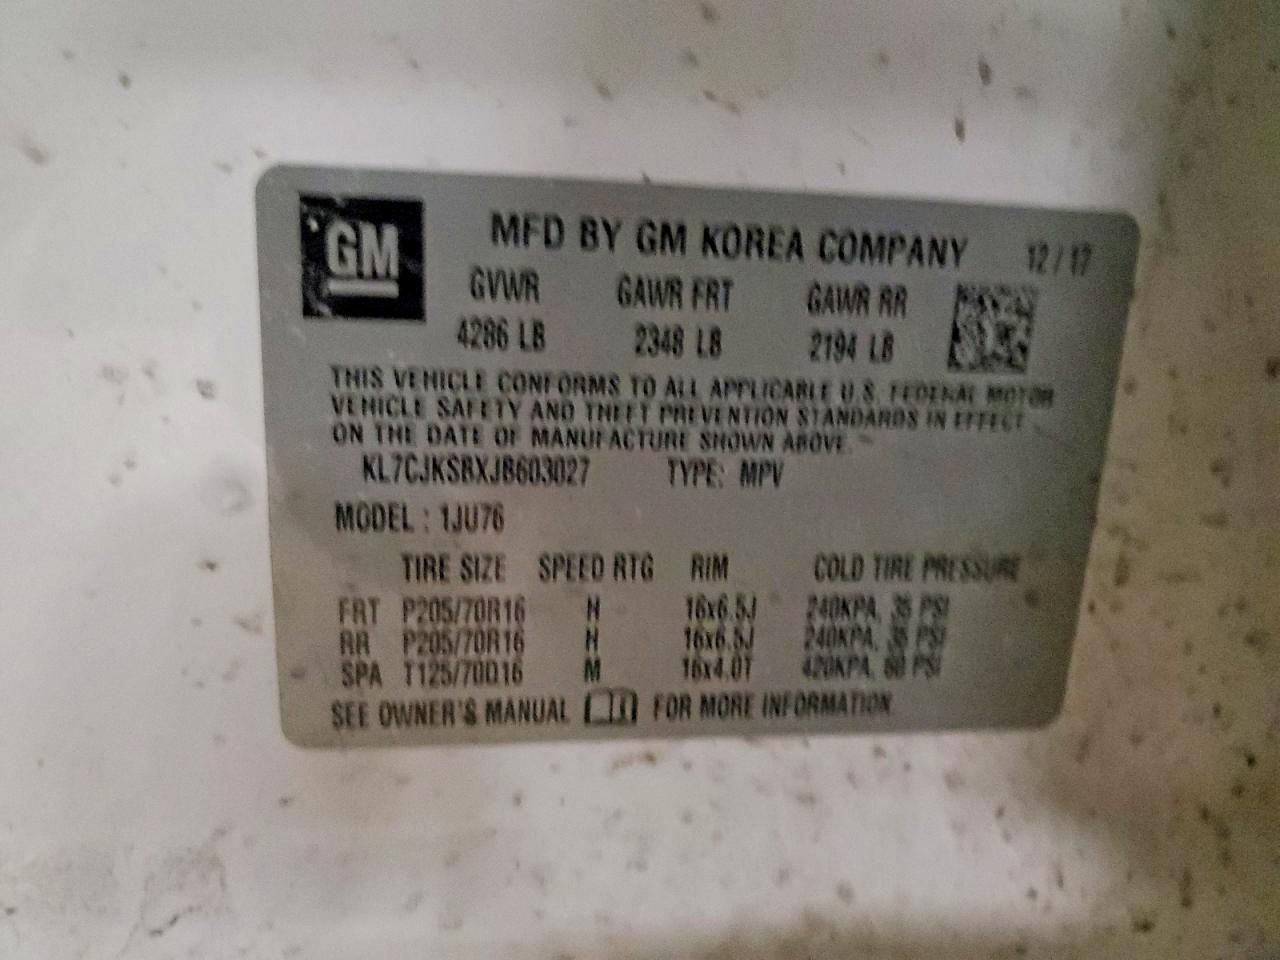 GM
MFD BY GM KOREA COMPANY 12/17
GVWR GAWR FRT GAWR RR
4286 LB 2348 LB 2194 LB
THIS VEHICLE CONFORMS TO ALL APPLICABLE U.S. FEDERAL MOTOR
VEHICLE SAFETY AND THEFT PREVENTION STANDARDS IN EFFECT
ON THE DATE OF MANUFACTURE SHOWN ABOVE.
KL7CJKSBXJB603027 TYPE: MPV
MODEL : 1JU76
TIRE SIZE SPEED RTG RIM COLD TIRE PRESSURE
FRT P205/70R16 H 16x6.5J 240KPA, 35 PSI
RR P205/70R16 H 16x6.5J 240KPA, 35 PSI
SPA T125/70D16 M 16x4.0T 420KPA, 60 PSI
SEE OWNER'S MANUAL FOR MORE INFORMATION